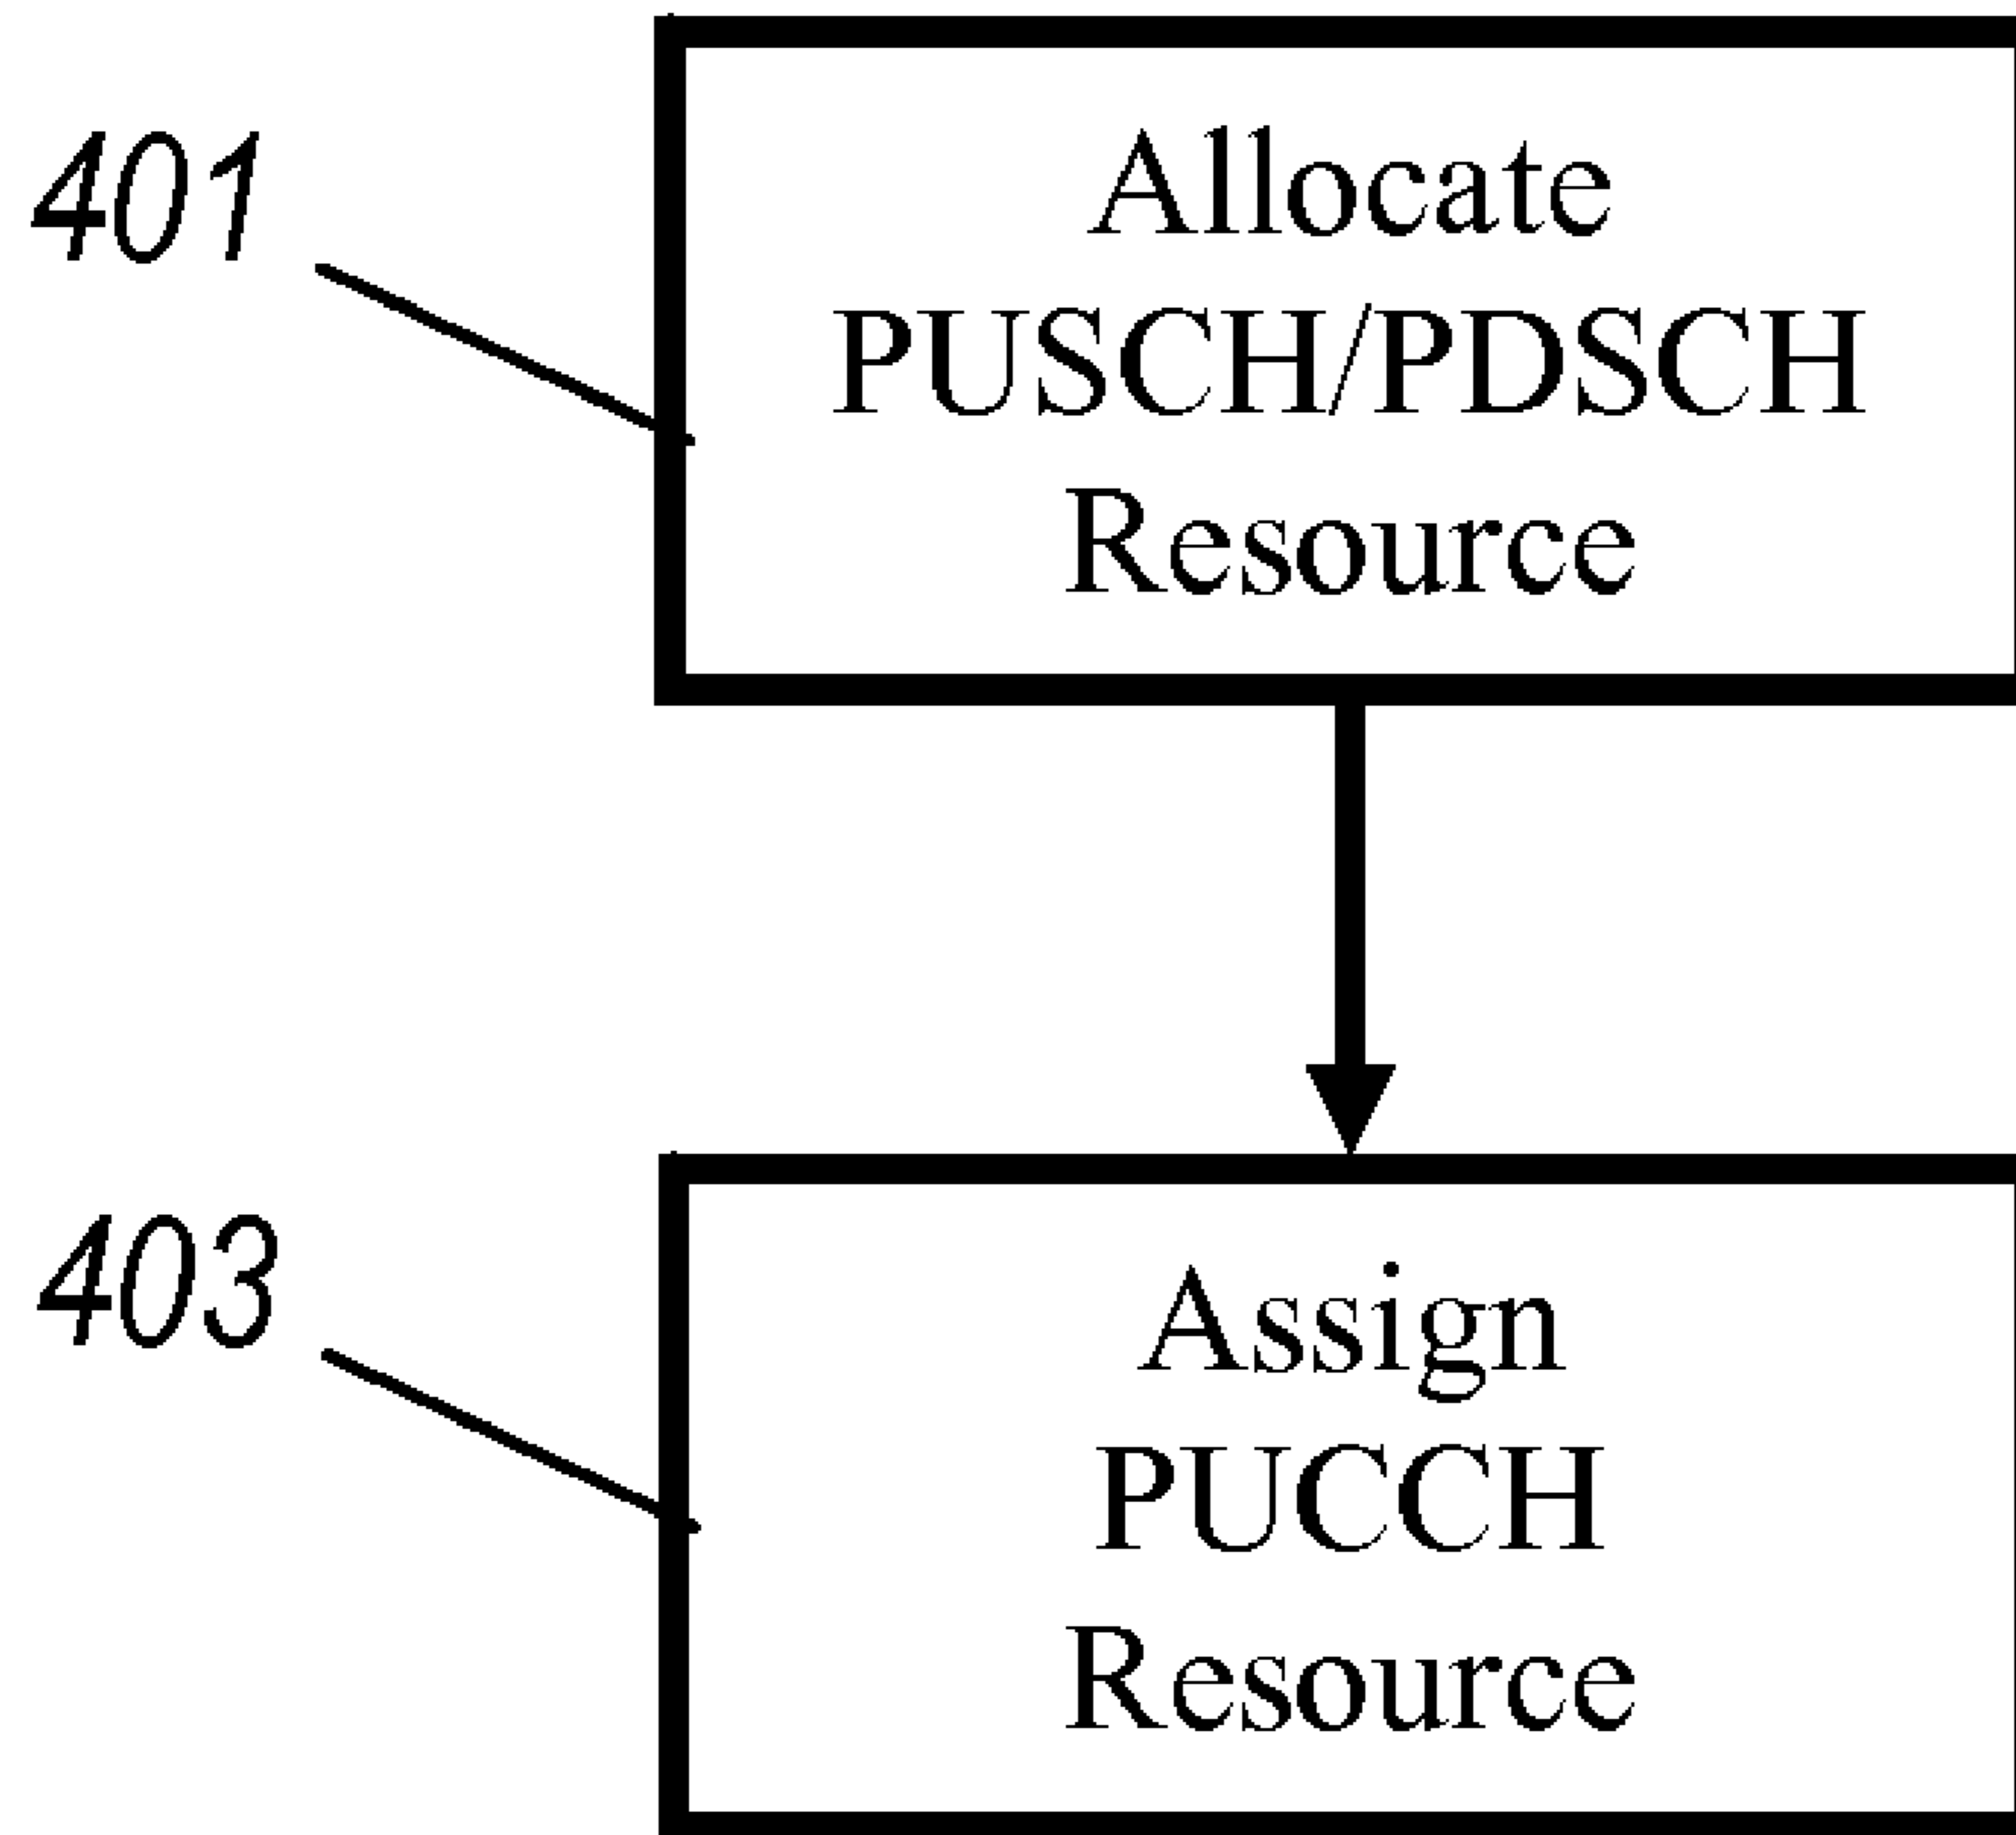 401
Allocate
PUSCH/PDSCH
Resource
403
Assign
PUCCH
Resource